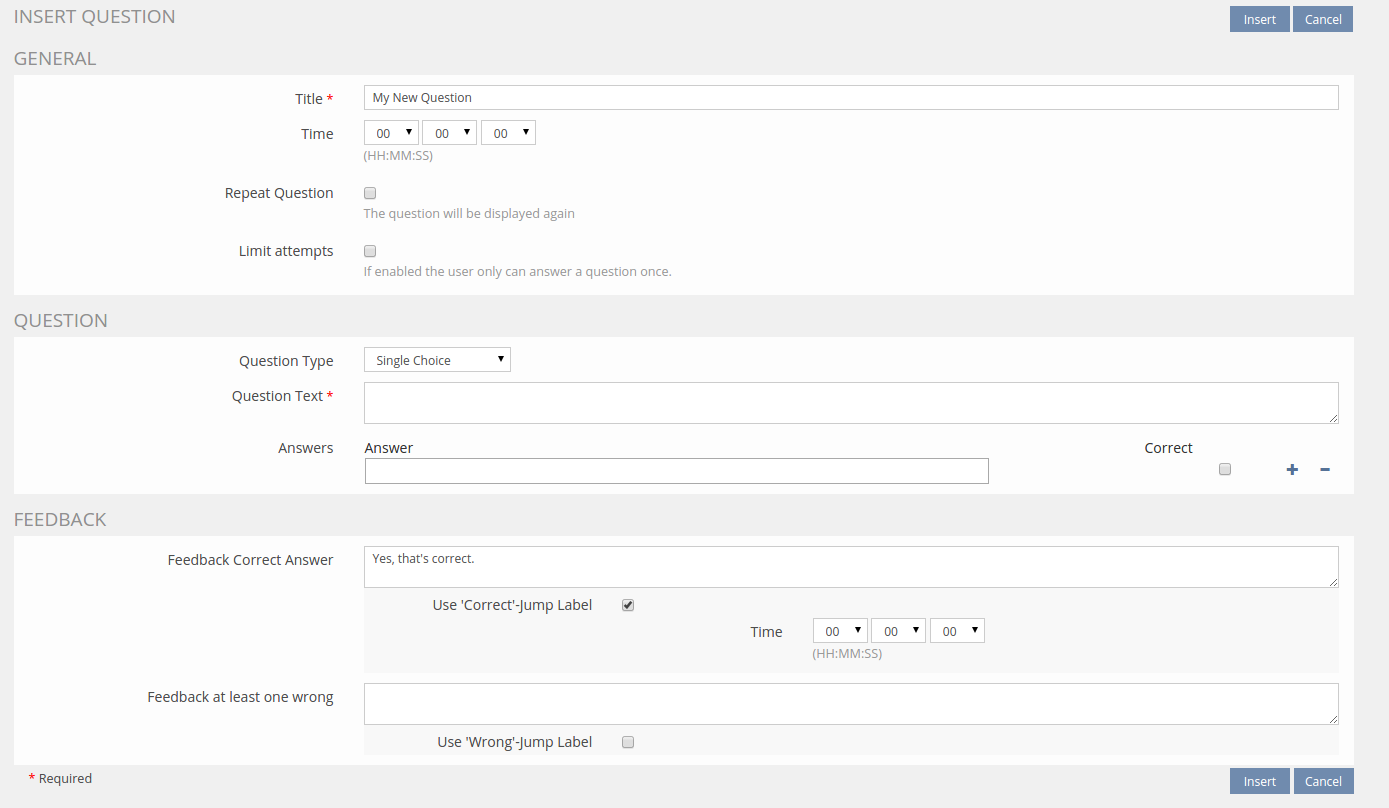 INSERT QUESTION
Insert Cancel
GENERAL
Title * My New Question
Time 00 00 00
(HH:MM:SS)
Repeat Question
The question will be displayed again
Limit attempts
If enabled the user only can answer a question once.
QUESTION
Question Type Single Choice
Question Text *
Answers Answer Correct
FEEDBACK
Feedback Correct Answer Yes, that's correct.
Use 'Correct'-Jump Label
Time 00 00 00
(HH:MM:SS)
Feedback at least one wrong
Use 'Wrong'-Jump Label
* Required Insert Cancel